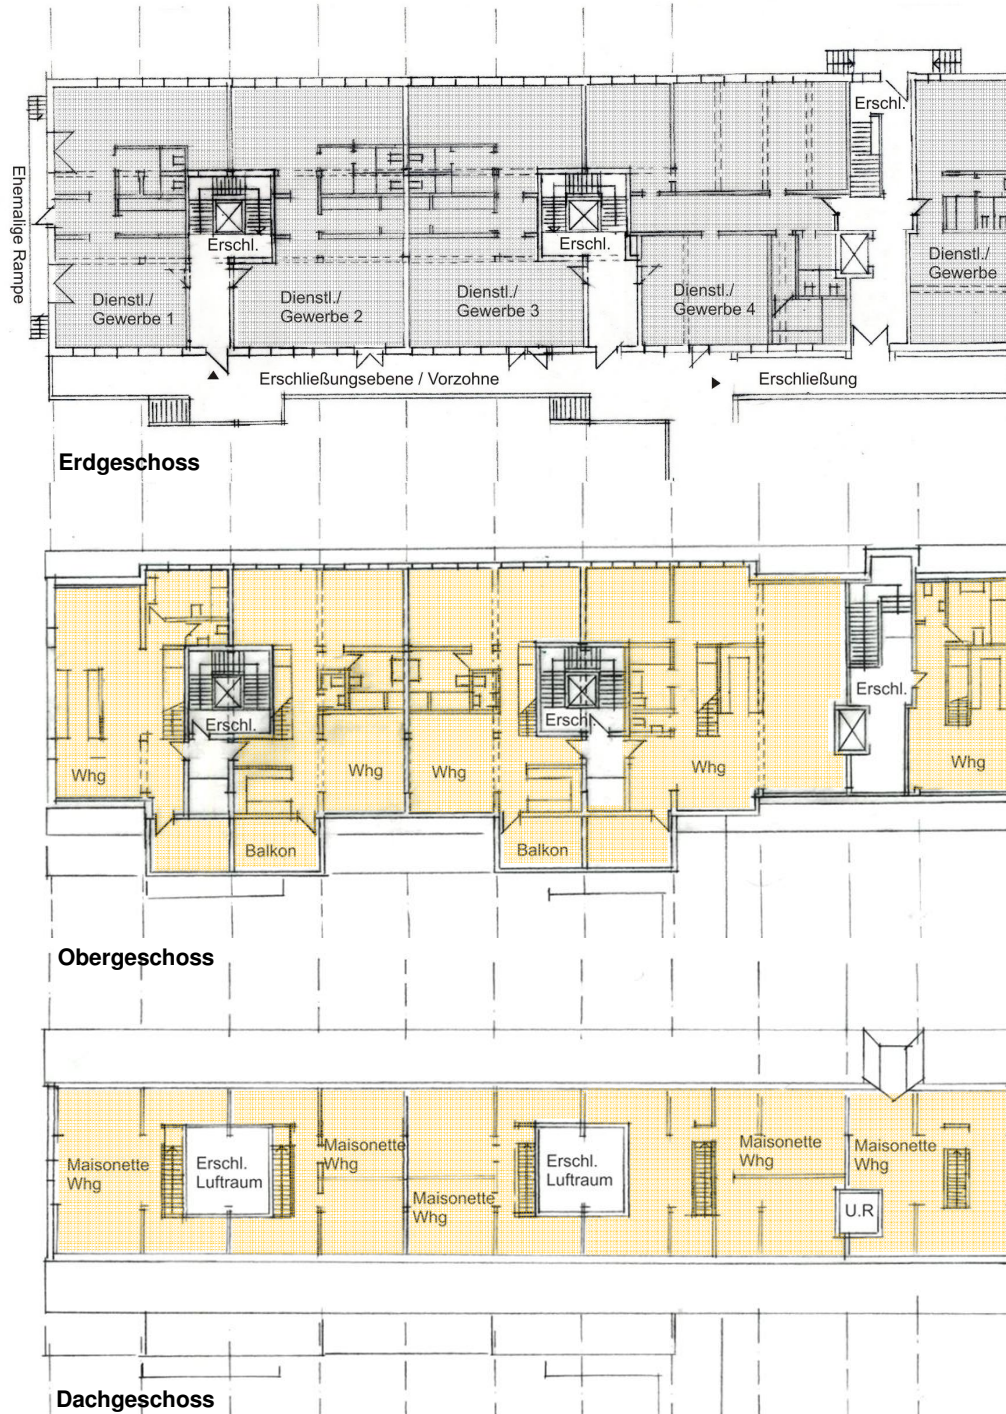 Erschl.
Ehemalige Rampe
Erschl.
Erschl.
Dienstl./
Gewerbe 1
Dienstl./
Gewerbe 2
Dienstl./
Gewerbe 3
Dienstl./
Gewerbe 4
Dienstl./
Gewerbe
Erschließungsebene / Vorzohne
Erschließung
Erdgeschoss
Erschl.
Erschl.
Erschl.
Whg
Whg
Whg
Whg
Whg
Balkon
Balkon
Obergeschoss
Maisonette
Whg
Erschl.
Luftraum
Maisonette
Whg
Maisonette
Whg
Erschl.
Luftraum
Maisonette
Whg
Maisonette
Whg
U.R
Dachgeschoss